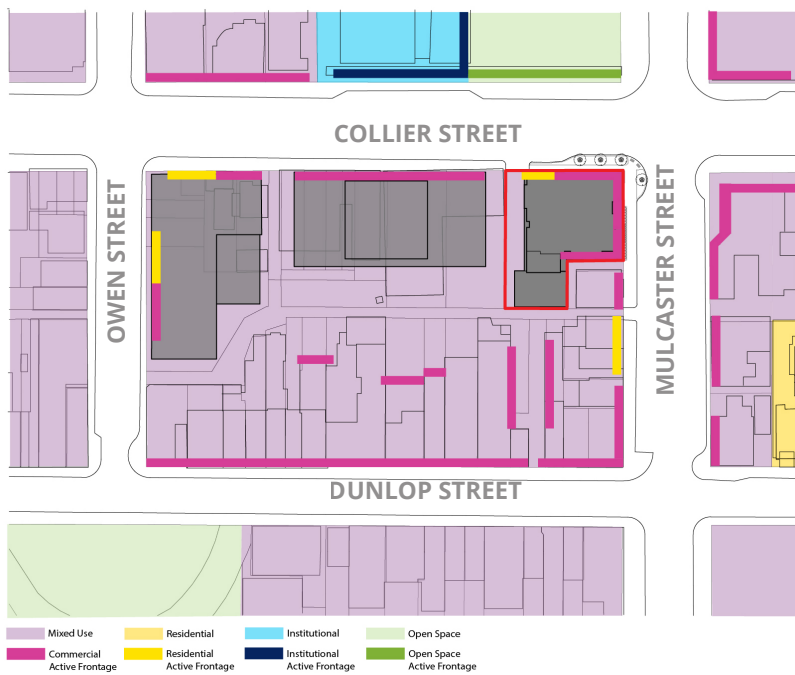 COLLIER STREET
OWEN STREET
MULCASTER STREET
DUNLOP STREET
Mixed Use
Residential
Institutional
Open Space
Commercial
Active Frontage
Residential
Active Frontage
Institutional
Active Frontage
Open Space
Active Frontage